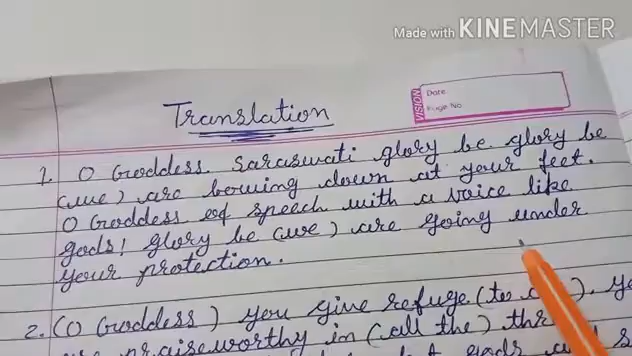 Made with KINEMASTER
Translation
VISION
Date
Page No.
1. O Goddess Saraswati glory be glory be
(we) are bowing down at your feet.
O Goddess of speech with a voice like
gods! glory be (we) are going under
your protection.
2. (O Goddess) you give refuge (to
praiseworthy in (all the)
gods and